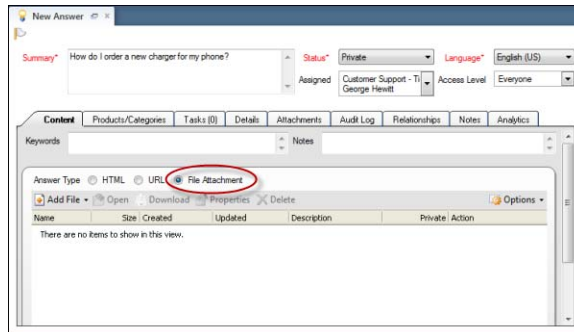 New Answer
Summary* How do I order a new charger for my phone? Status* Private Language* English (US)
Assigned Customer Support - Ti Access Level Everyone
George Hewitt
Content Products/Categories Tasks (0) Details Attachments Audit Log Relationships Notes Analytics
Keywords Notes
Answer Type HTML URL File Attachment
Add File Open Download Properties Delete Options
Name Size Created Updated Description Private Action
There are no items to show in this view.